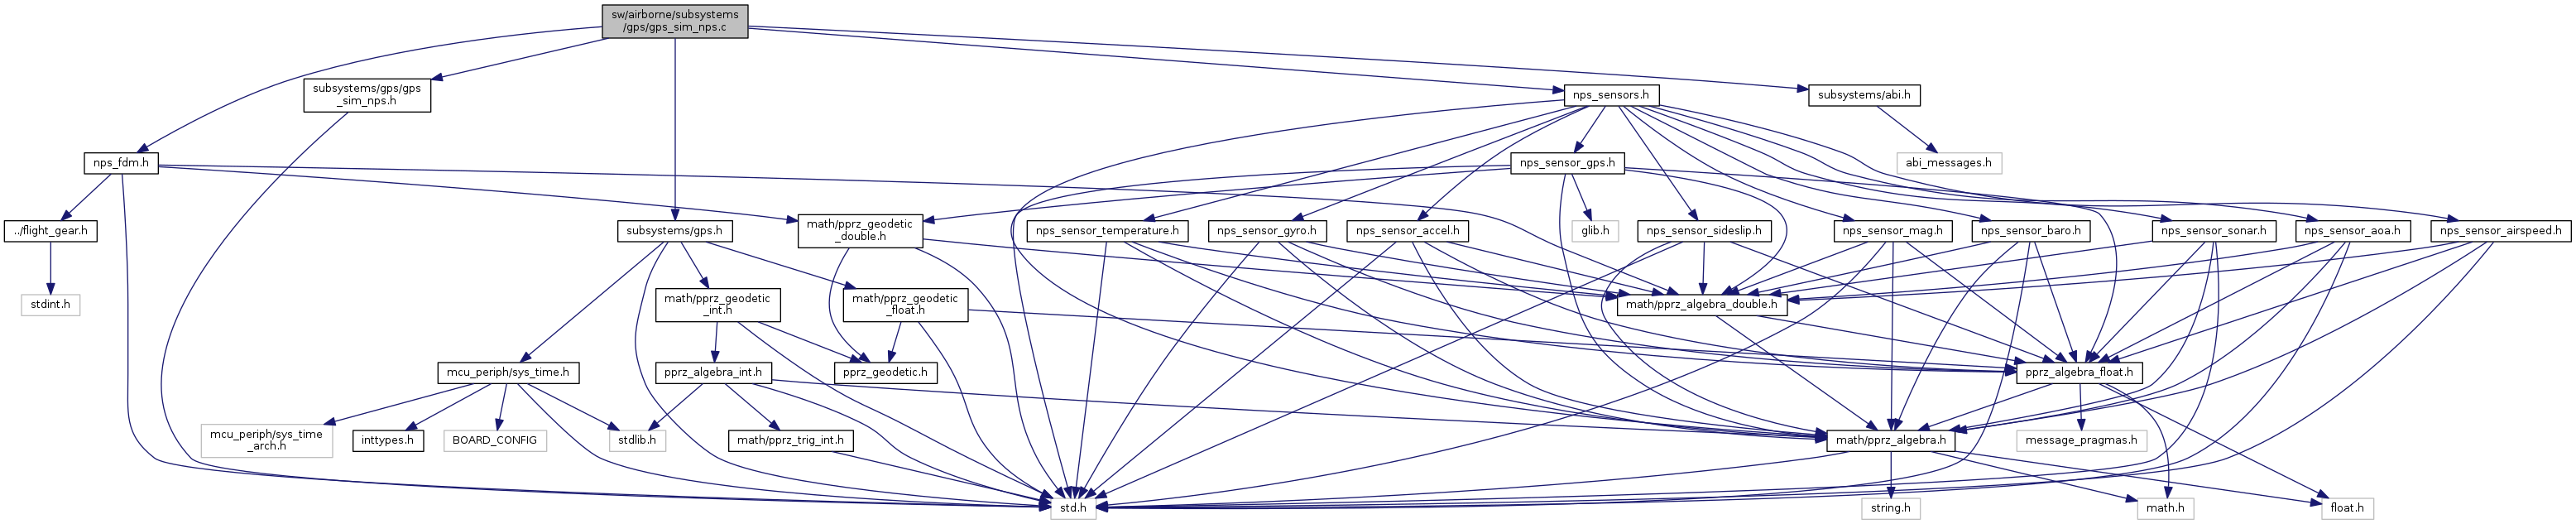 sw/airborne/subsystems
/gps/gps_sim_nps.c
subsystems/gps/gps
_sim_nps.h
nps_sensors.h
subsystems/abi.h
nps_fdm.h
nps_sensor_gps.h
abi_messages.h
../flight_gear.h
subsystems/gps.h
math/pprz_geodetic
_double.h
nps_sensor_temperature.h
nps_sensor_gyro.h
nps_sensor_accel.h
glib.h
nps_sensor_sideslip.h
nps_sensor_mag.h
nps_sensor_baro.h
nps_sensor_sonar.h
nps_sensor_aoa.h
nps_sensor_airspeed.h
stdint.h
math/pprz_geodetic
_int.h
math/pprz_geodetic
_float.h
math/pprz_algebra_double.h
mcu_periph/sys_time.h
pprz_algebra_int.h
pprz_geodetic.h
pprz_algebra_float.h
mcu_periph/sys_time
_arch.h
inttypes.h
BOARD_CONFIG
stdlib.h
math/pprz_trig_int.h
math/pprz_algebra.h
message_pragmas.h
std.h
string.h
math.h
float.h